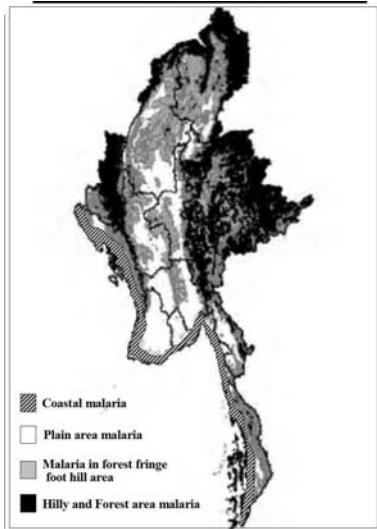 Coastal malaria
Plain area malaria
Malaria in forest fringe
foot hill area
Hilly and Forest area malaria